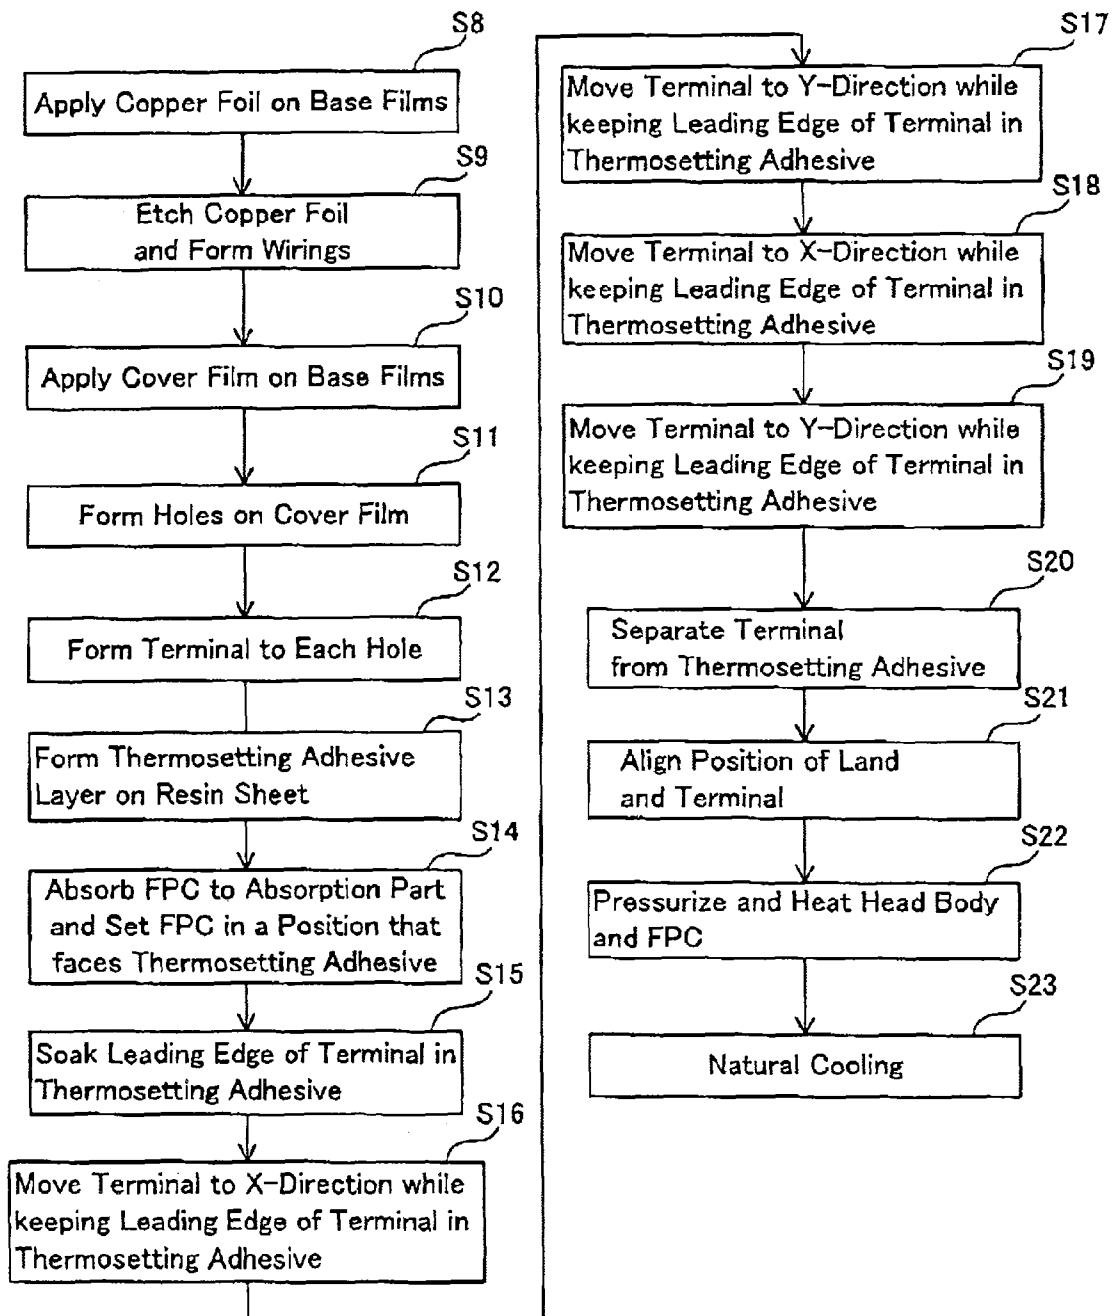 S8
Apply Copper Foil on Base Films
S9
Etch Copper Foil
and Form Wirings
S10
Apply Cover Film on Base Films
S11
Form Holes on Cover Film
S12
Form Terminal to Each Hole
S13
Form Thermosetting Adhesive
Layer on Resin Sheet
S14
Absorb FPC to Absorption Part
and Set FPC in a Position that
faces Thermosetting Adhesive
S15
Soak Leading Edge of Terminal in
Thermosetting Adhesive
S16
Move Terminal to X-Direction while
keeping Leading Edge of Terminal in
Thermosetting Adhesive
S17
Move Terminal to Y-Direction while
keeping Leading Edge of Terminal in
Thermosetting Adhesive
S18
Move Terminal to X-Direction while
keeping Leading Edge of Terminal in
Thermosetting Adhesive
S19
Move Terminal to Y-Direction while
keeping Leading Edge of Terminal in
Thermosetting Adhesive
S20
Separate Terminal
from Thermosetting Adhesive
S21
Align Position of Land
and Terminal
S22
Pressurize and Heat Head Body
and FPC
S23
Natural Cooling